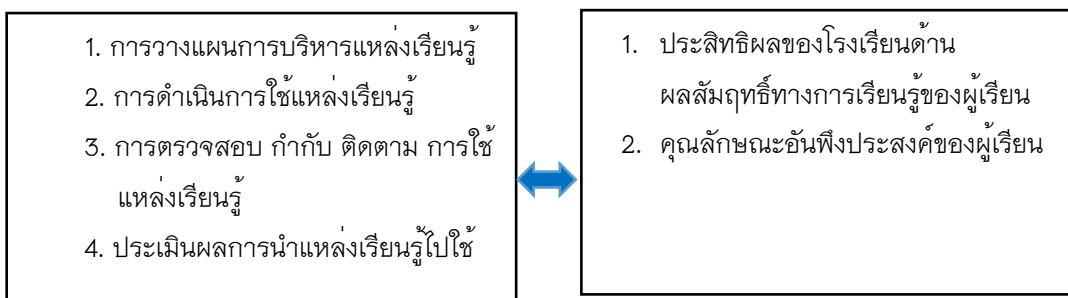 1. การวางแผนการบริหารแหล่งเรียนรู้
2. การดำเนินการใช้แหล่งเรียนรู้
3. การตรวจสอบ กำกับ ติดตาม การใช้
แหล่งเรียนรู้
4. ประเมินผลการนำแหล่งเรียนรู้ไปใช้
1. ประสิทธิผลของโรงเรียนด้าน
ผลสัมฤทธิ์ทางการเรียนรู้ของผู้เรียน
2. คุณลักษณะอันพึงประสงค์ของผู้เรียน